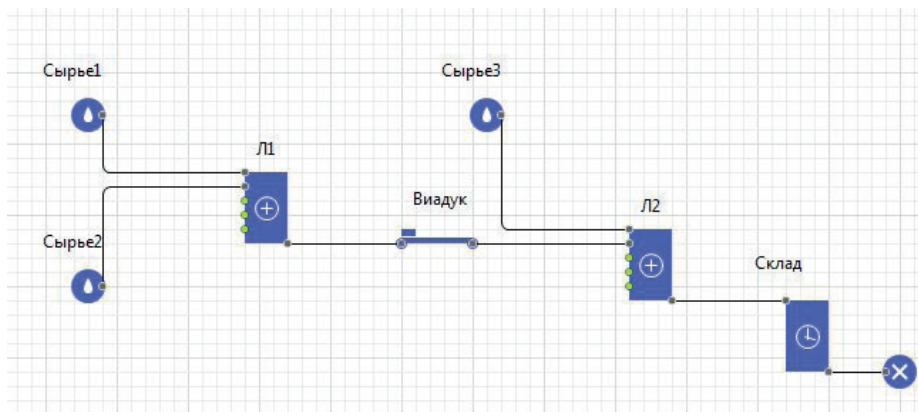 Сырье1
Сырье3
Л1
Виадук
Л2
Сырье2
Склад